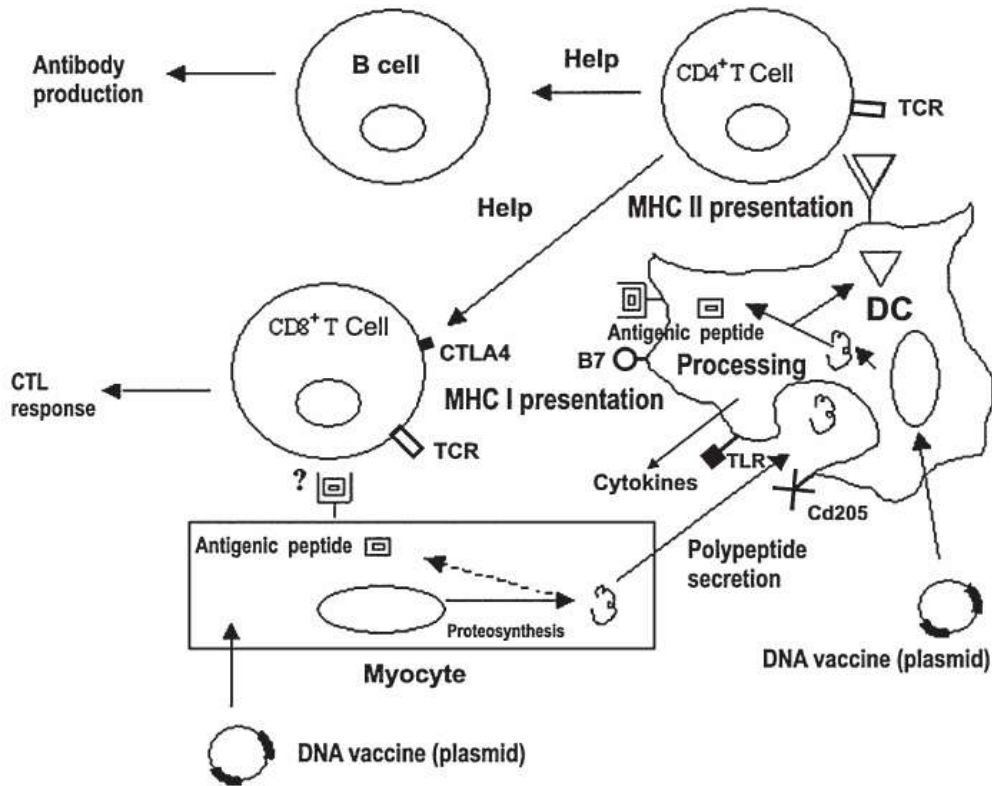 Antibody
production
B cell
Help
CD4⁺T Cell
TCR
Help
MHC II presentation
DC
Antigenic peptide
B7
Processing
CD8⁺ T Cell
CTLA4
MHC I presentation
CTL
response
TCR
TLR
Cytokines
Cd205
?
Antigenic peptide
Polypeptide
secretion
Proteosynthesis
Myocyte
DNA vaccine (plasmid)
DNA vaccine (plasmid)